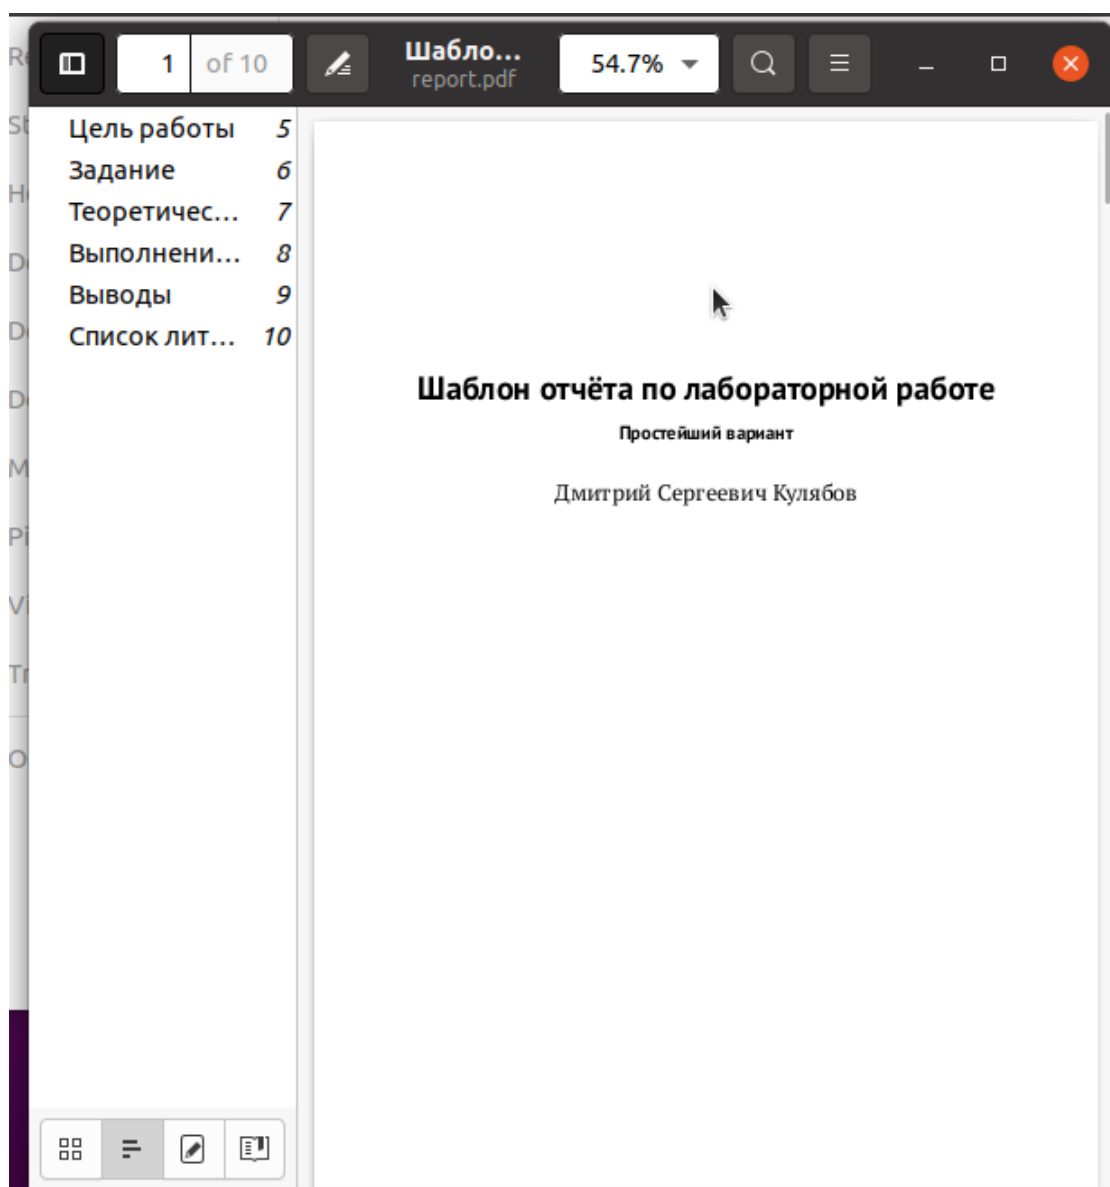 1 of 10
Шабло...
report.pdf
54.7%
Цель работы 5
Задание 6
Теоретичес... 7
Выполнени... 8
Выводы 9
Список лит... 10
Шаблон отчёта по лабораторной работе
Простейший вариант
Дмитрий Сергеевич Кулябов